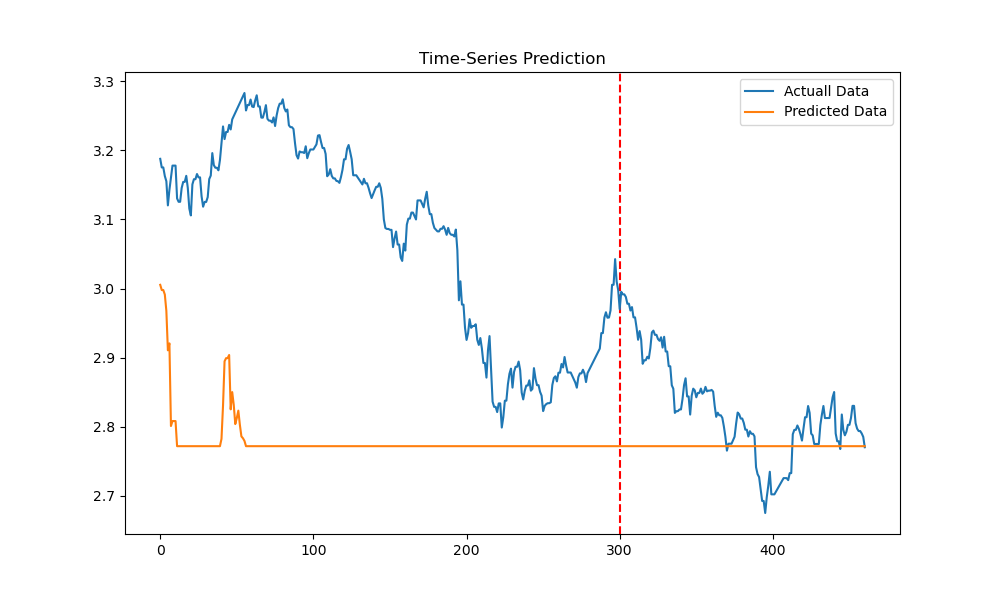 Time-Series Prediction
Actuall Data
Predicted Data
3.3
3.2
3.1
3.0
2.9
2.8
2.7
0 100 200 300 400